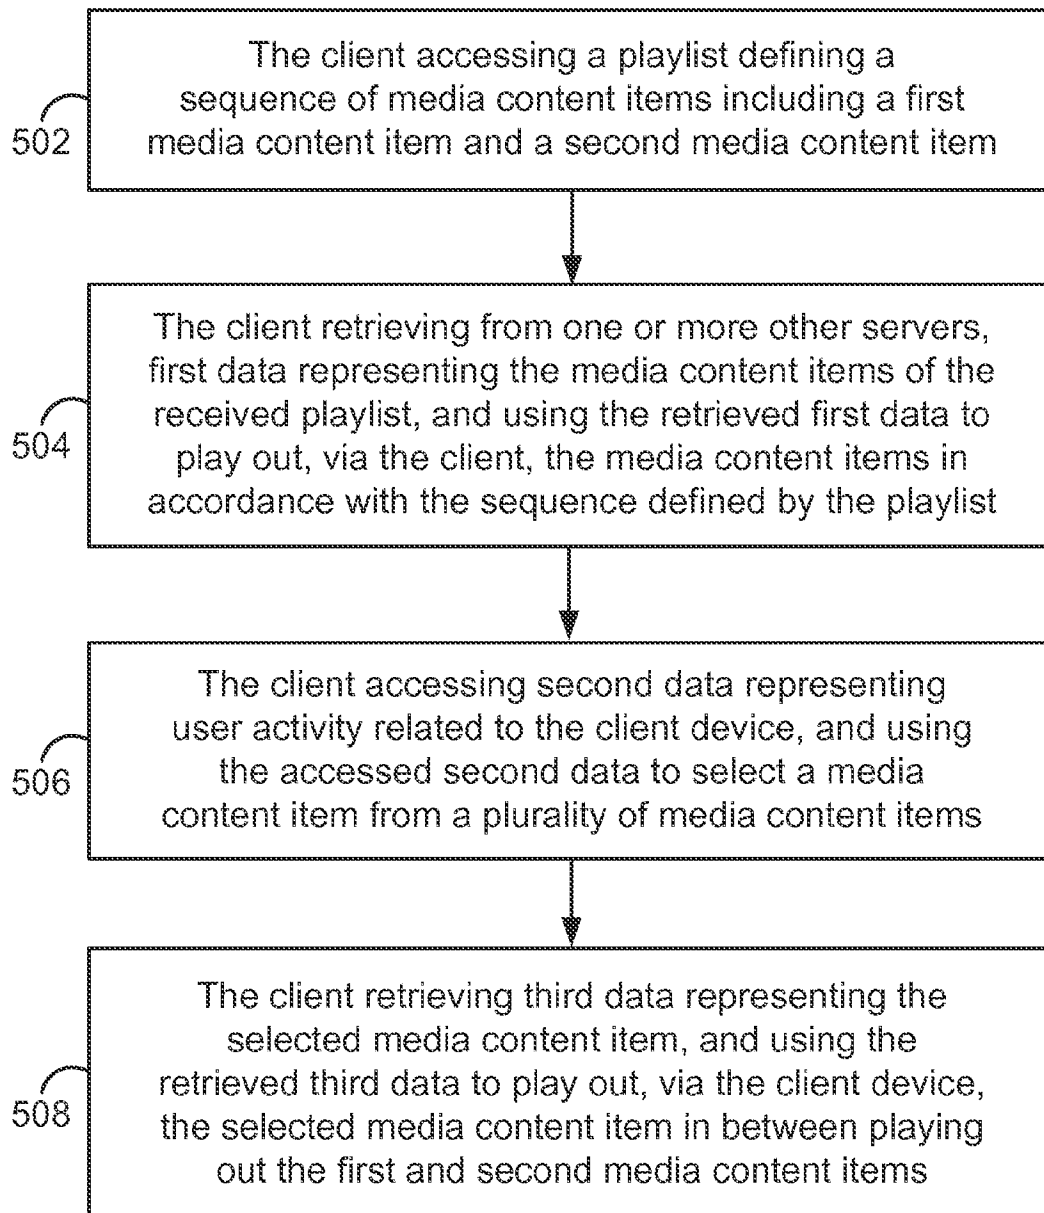 The client accessing a playlist defining a
sequence of media content items including a first
media content item and a second media content item
502
The client retrieving from one or more other servers,
first data representing the media content items of the
received playlist, and using the retrieved first data to
play out, via the client, the media content items in
accordance with the sequence defined by the playlist
504
The client accessing second data representing
user activity related to the client device, and using
the accessed second data to select a media
content item from a plurality of media content items
506
The client retrieving third data representing the
selected media content item, and using the
retrieved third data to play out, via the client device,
the selected media content item in between playing
out the first and second media content items
508